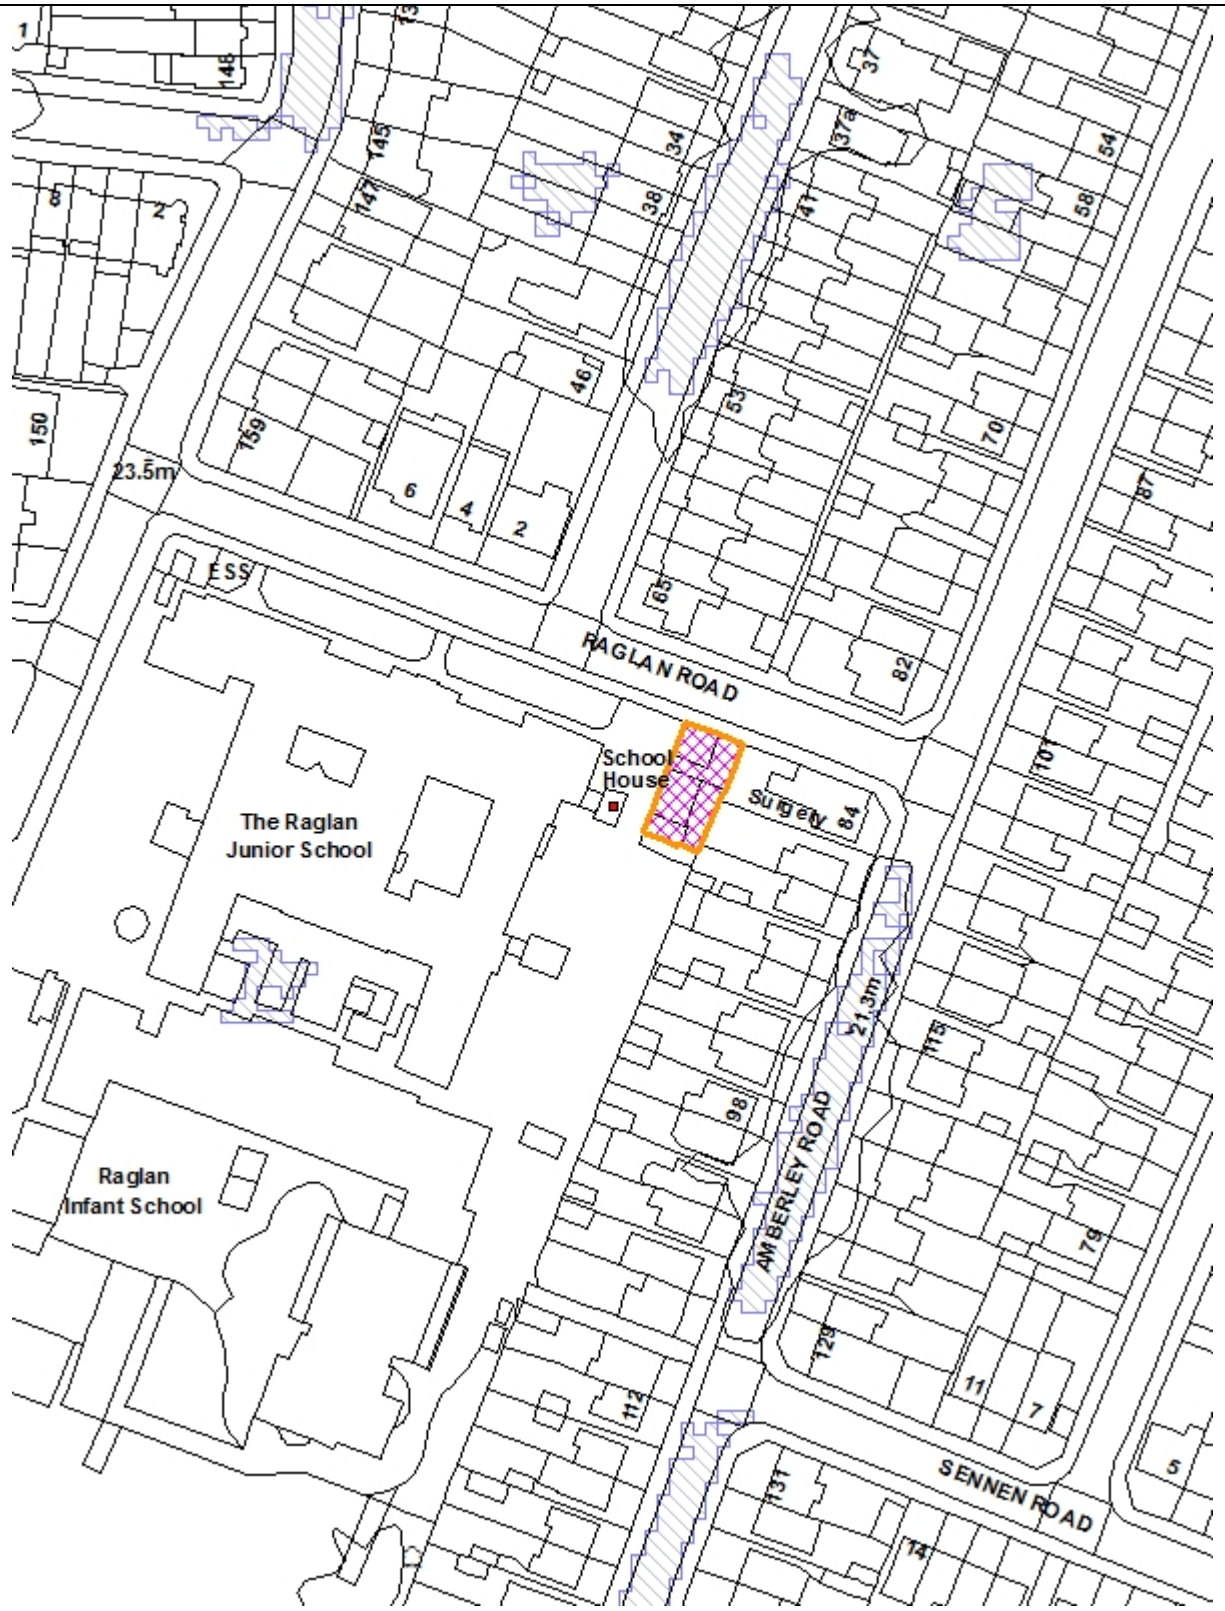 1
148
13
37
37a
34
54
145
147
38
41
58
8
2
46
53
150
159
70
23.5m
6
4
2
87
ESS
65
RAGLAN ROAD
82
101
School
House
Surgery
84
The Raglan
Junior School
21.3m
115
98
AMBERLEY ROAD
Raglan
Infant School
79
129
11
7
112
SENNEN ROAD
5
131
14